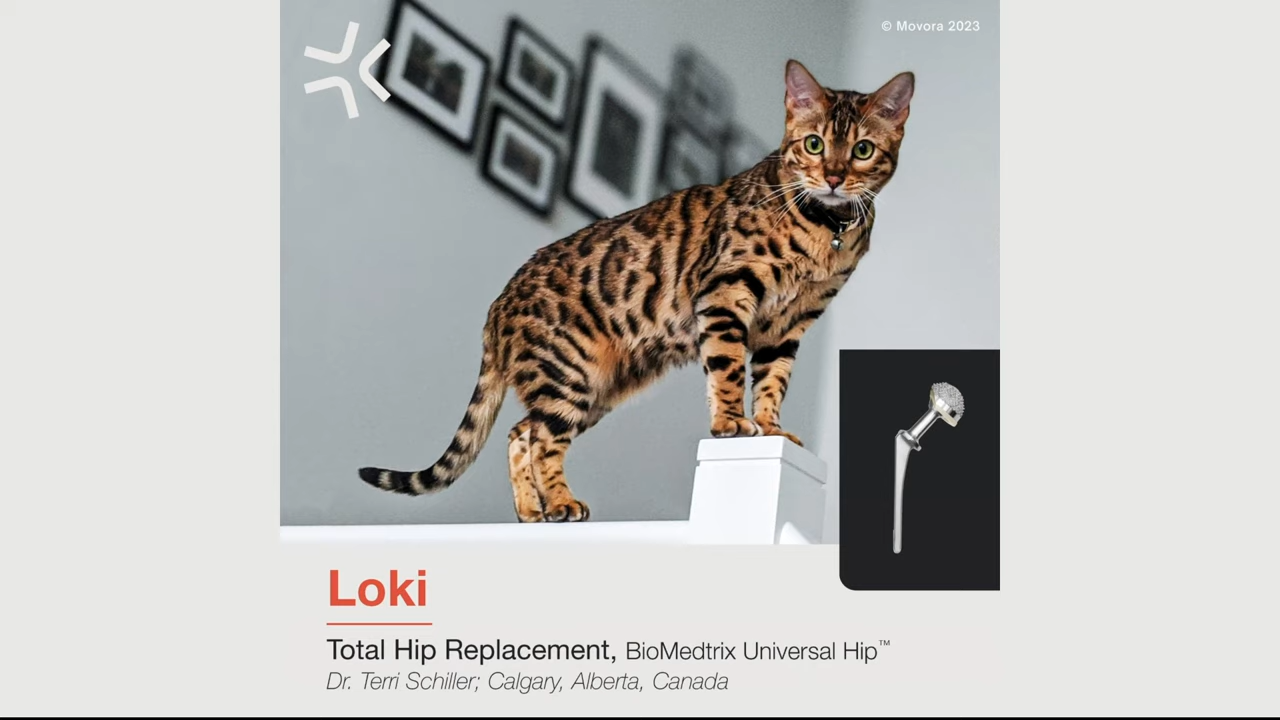 © Movora 2023
Loki
Total Hip Replacement, BioMedtrix Universal Hip™
Dr. Terri Schiller; Calgary, Alberta, Canada